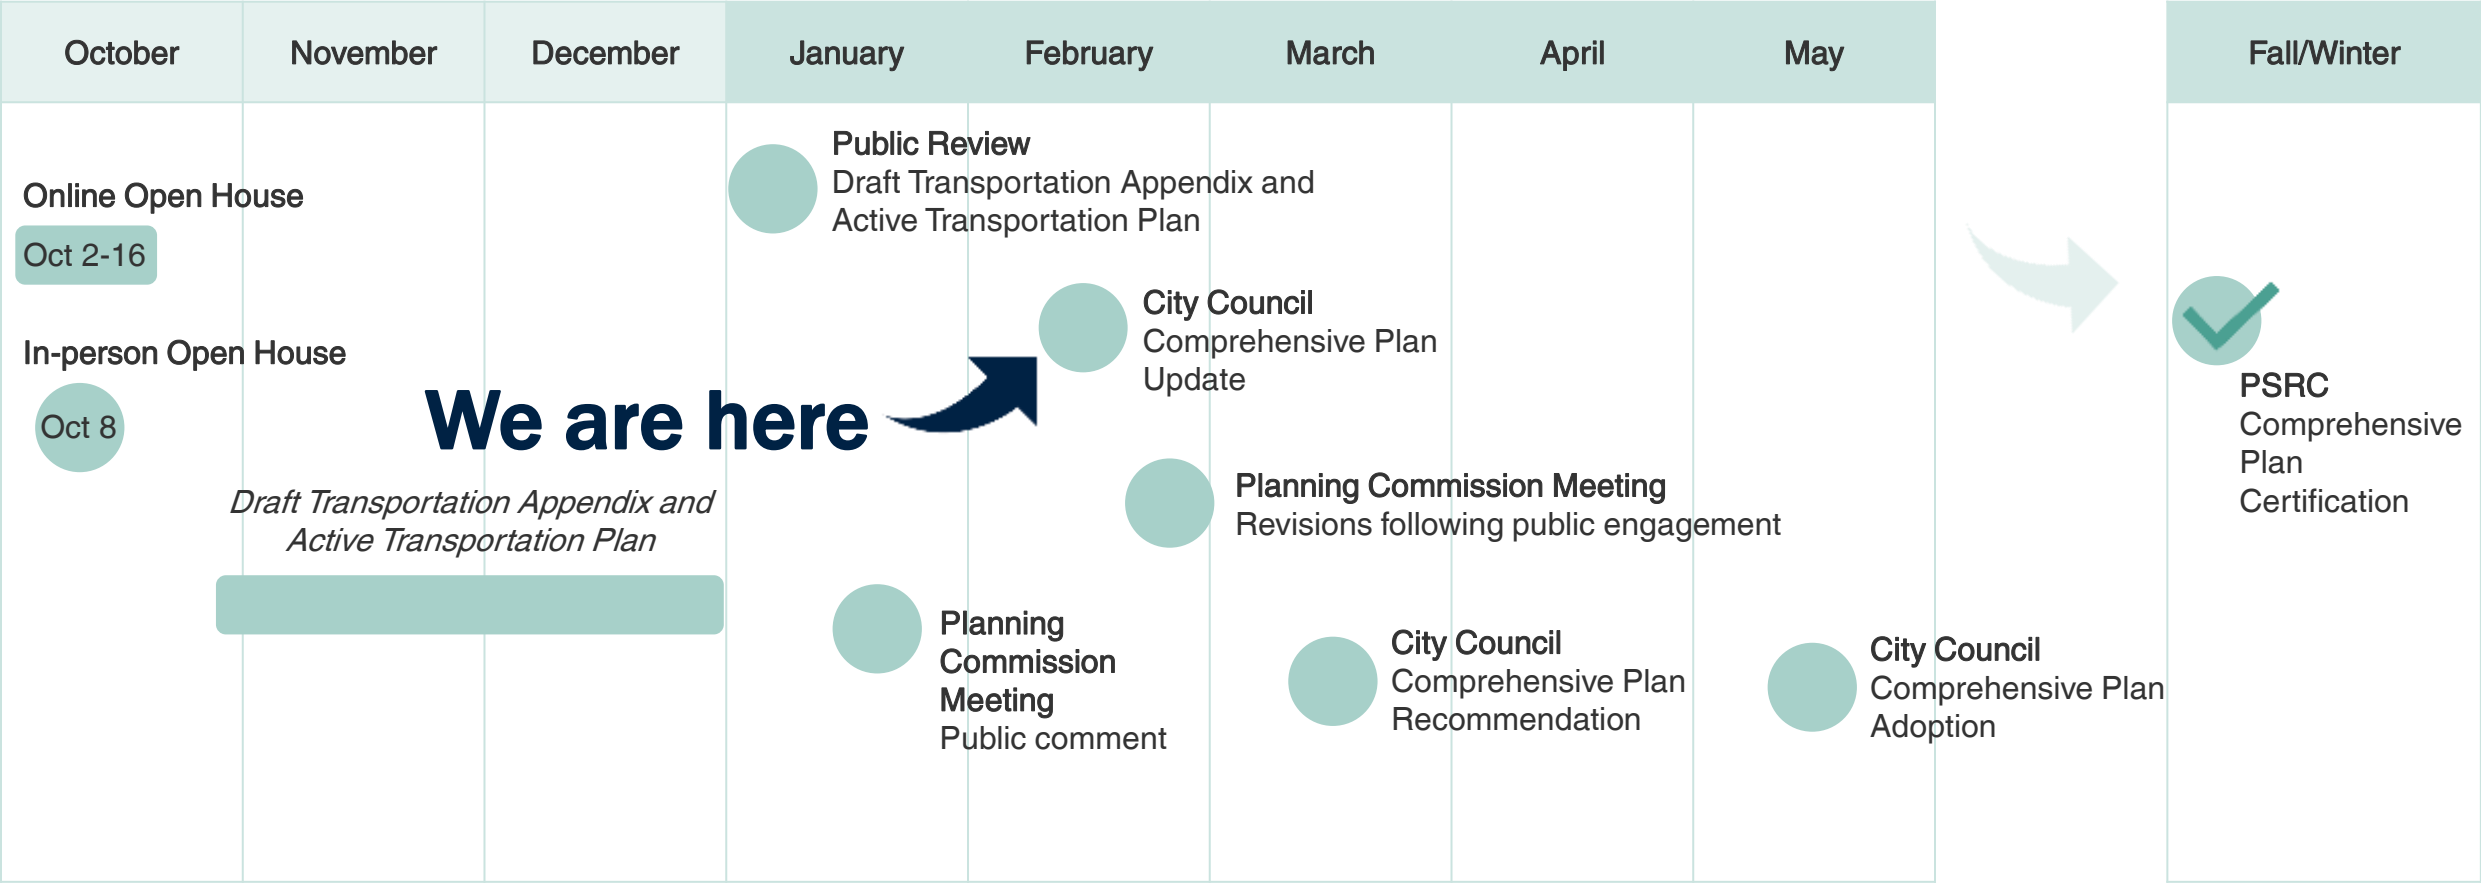 October
November
December
January
February
March
April
May
Fall/Winter
Online Open House
Oct 2-16
In-person Open House
Oct 8
Draft Transportation Appendix and
Active Transportation Plan
Public Review
Draft Transportation Appendix and
Active Transportation Plan
We are here
City Council
Comprehensive Plan
Update
Planning Commission Meeting
Revisions following public engagement
Planning
Commission
Meeting
Public comment
City Council
Comprehensive Plan
Recommendation
City Council
Comprehensive Plan
Adoption
PSRC
Comprehensive
Plan
Certification